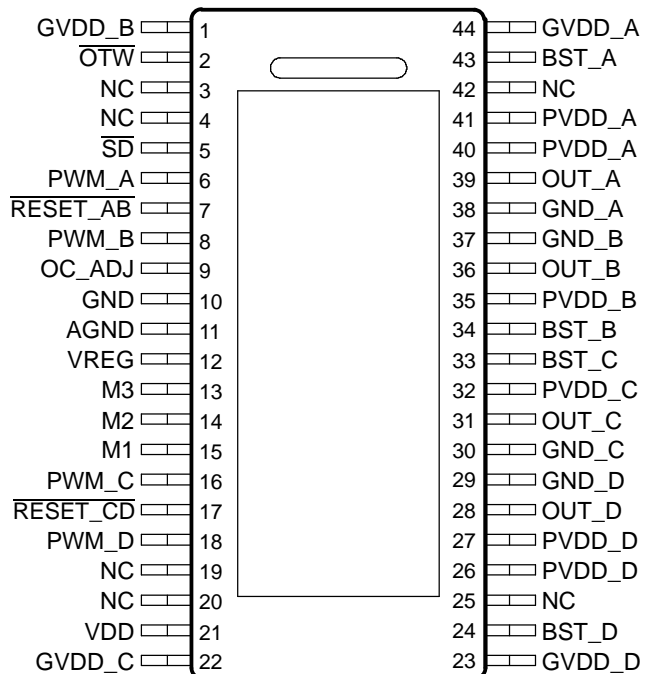 GVDD_B 1 44 GVDD_A
OTW 2 43 BST_A
NC 3 42 NC
NC 4 41 PVDD_A
SD 5 40 PVDD_A
PWM_A 6 39 OUT_A
RESET_AB 7 38 GND_A
PWM_B 8 37 GND_B
OC_ADJ 9 36 OUT_B
GND 10 35 PVDD_B
AGND 11 34 BST_B
VREG 12 33 BST_C
M3 13 32 PVDD_C
M2 14 31 OUT_C
M1 15 30 GND_C
PWM_C 16 29 GND_D
RESET_CD 17 28 OUT_D
PWM_D 18 27 PVDD_D
NC 19 26 PVDD_D
NC 20 25 NC
VDD 21 24 BST_D
GVDD_C 22 23 GVDD_D